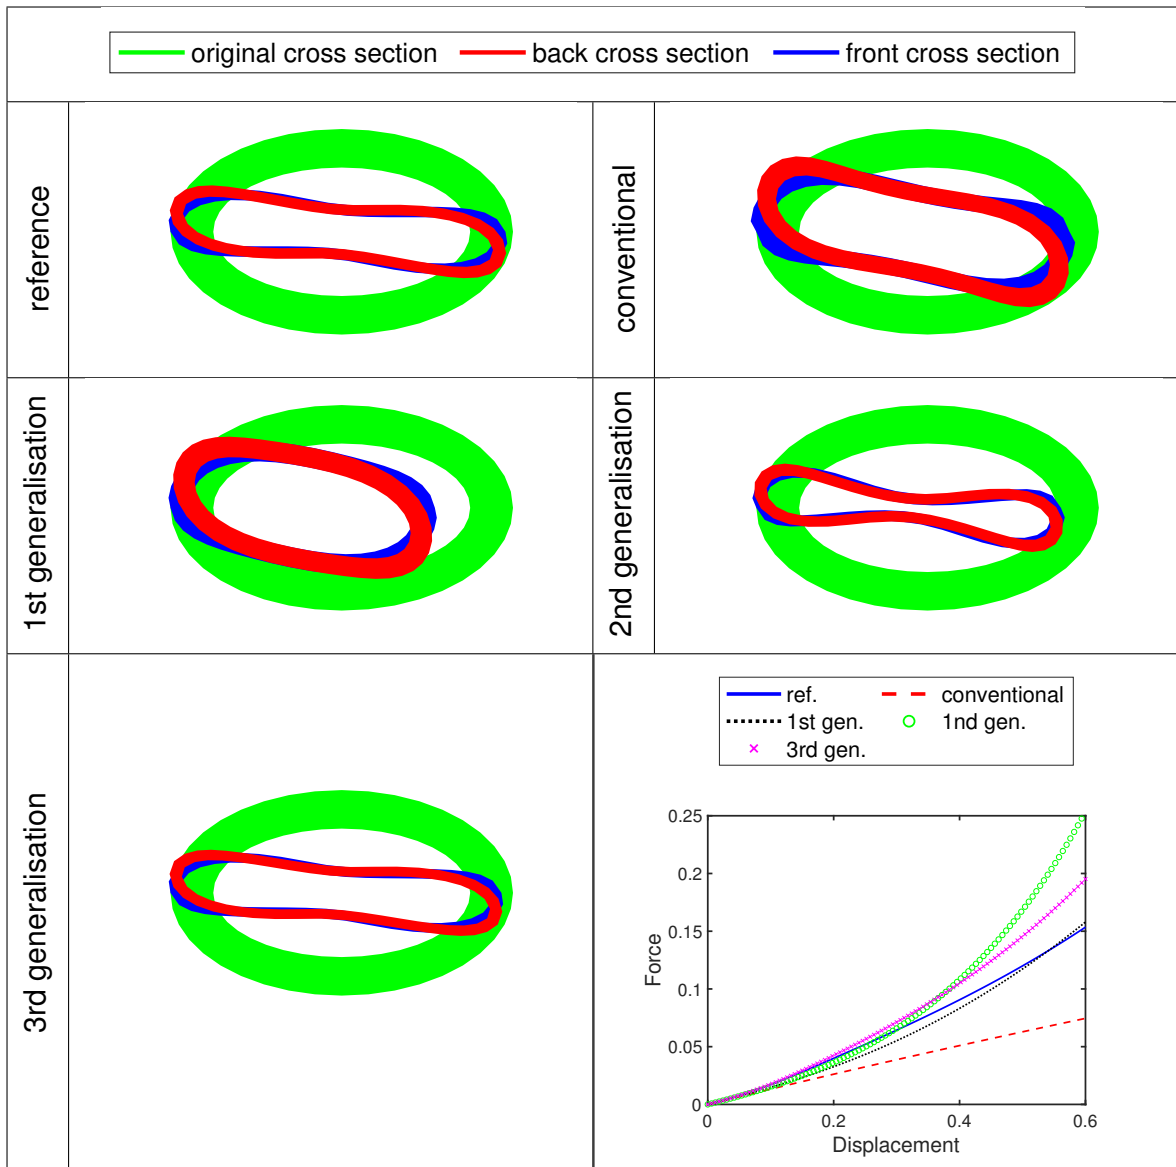 original cross section back cross section front cross section
reference
conventional
1st generalisation
2nd generalisation
3rd generalisation
ref. conventional
1st gen. 1nd gen.
3rd gen.
0.25
0.2
0.15
0.1
0.05
0
Force
0 0.2 0.4 0.6
Displacement